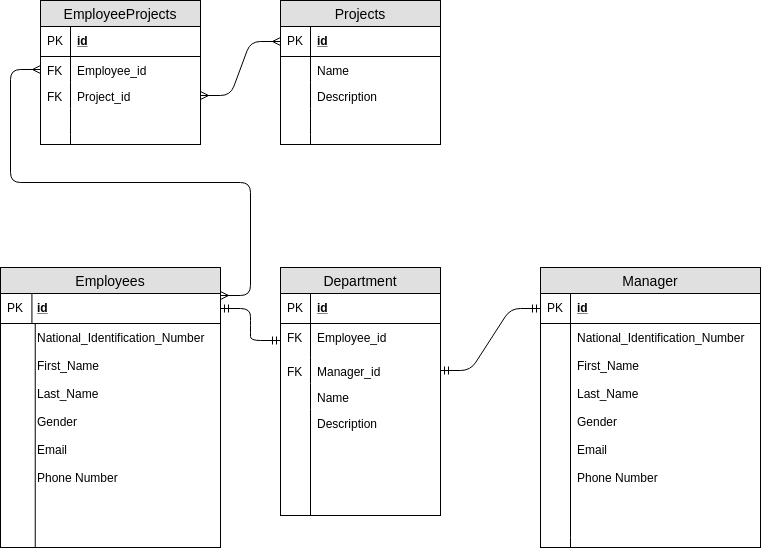 EmployeeProjects
PK id
FK Employee_id
FK Project_id
Projects
PK id
Name
Description
Employees
PK id
National_Identification_Number
First_Name
Last_Name
Gender
Email
Phone Number
Department
PK id
FK Employee_id
FK Manager_id
Name
Description
Manager
PK id
National_Identification_Number
First_Name
Last_Name
Gender
Email
Phone Number